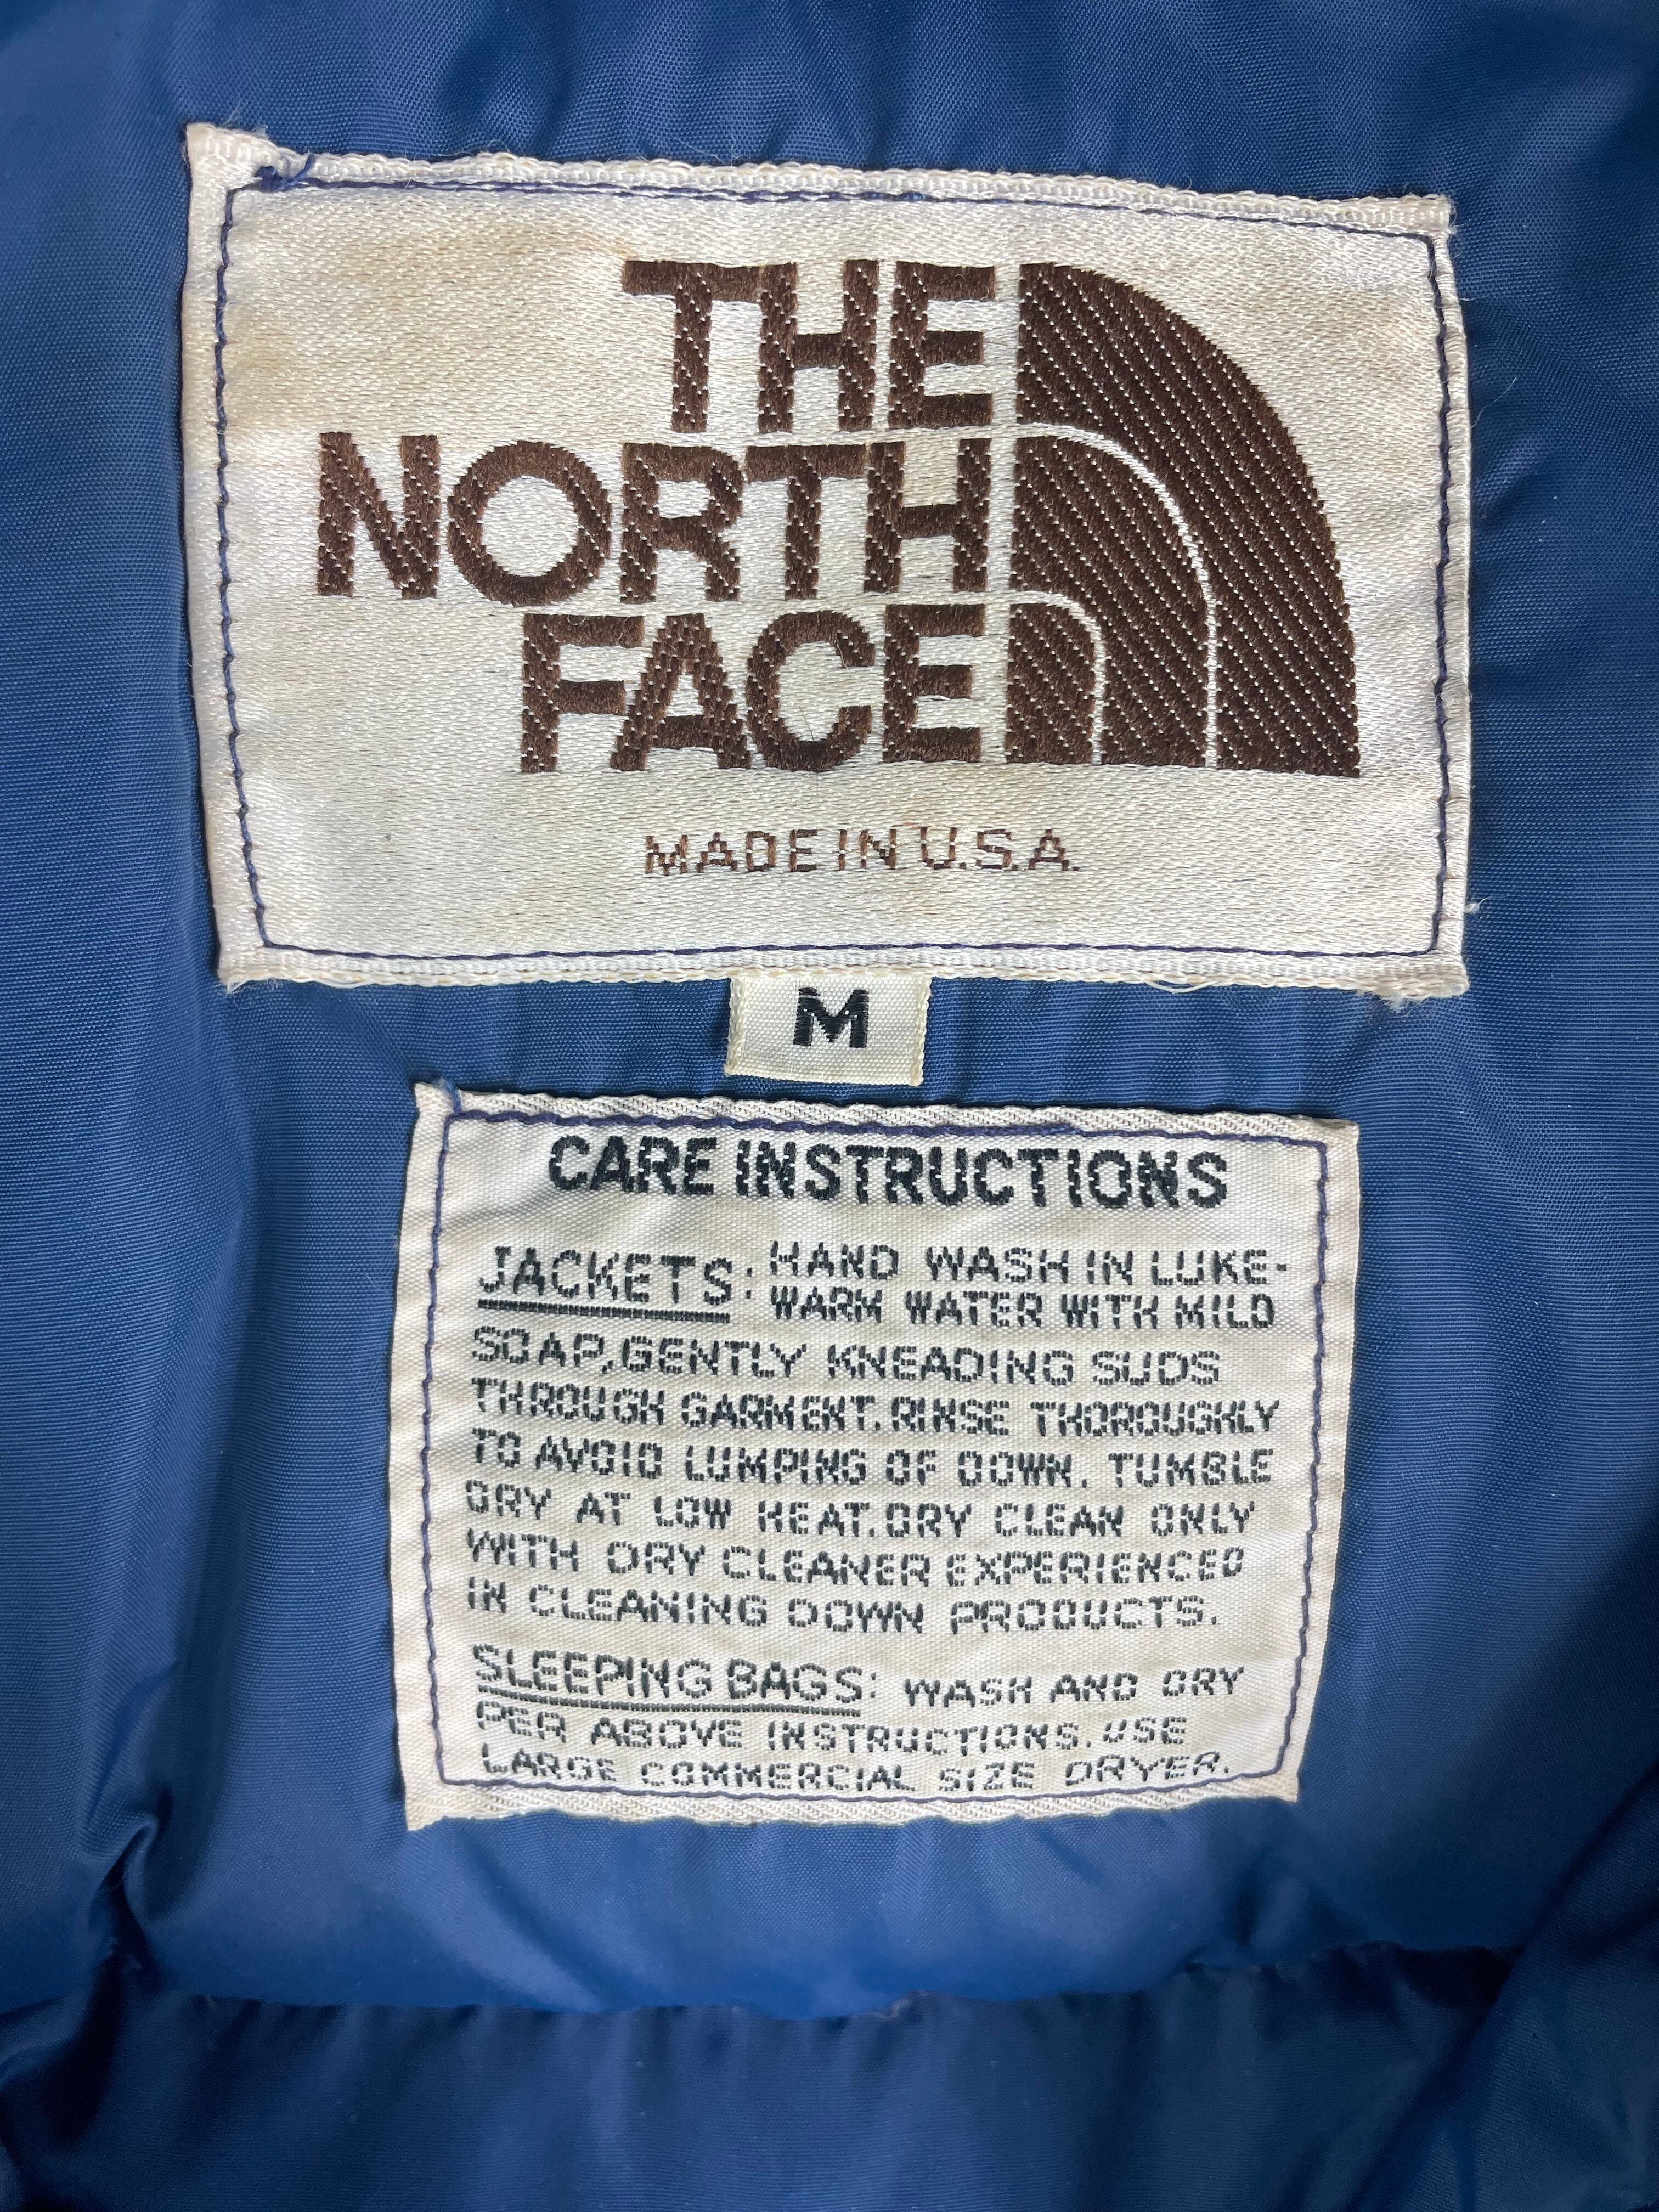 THE
NORTH
FACE
MADE IN U.S.A.
M
CARE INSTRUCTIONS
JACKETS: HAND WASH IN LUKE-
WARM WATER WITH MILD
SOAP, GENTLY KNEADING SUDS
THROUGH GARMENT. RINSE THOROUGHLY
TO AVOID LUMPING OF DOWN. TUMBLE
DRY AT LOW HEAT. DRY CLEAN ONLY
WITH DRY CLEANER EXPERIENCED
IN CLEANING DOWN PRODUCTS.
SLEEPING BAGS: WASH AND DRY
PER ABOVE INSTRUCTIONS. USE
LARGE COMMERCIAL SIZE DRYER.